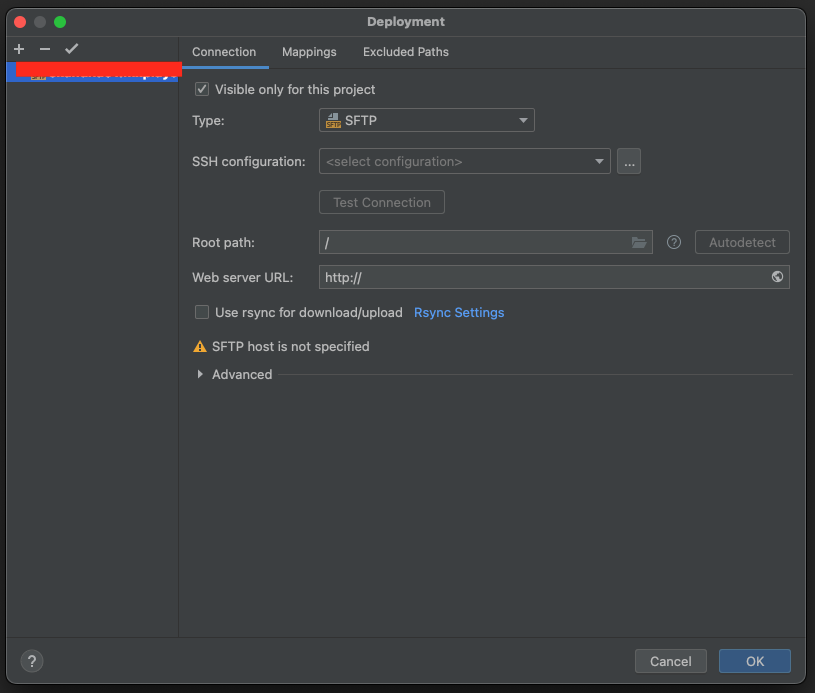 Deployment
Connection Mappings Excluded Paths
Visible only for this project
Type: SFTP SFTP
SSH configuration: <select configuration> ...
Test Connection
Root path: / ? Autodetect
Web server URL: http://
Use rsync for download/upload Rsync Settings
SFTP host is not specified
Advanced
? Cancel OK